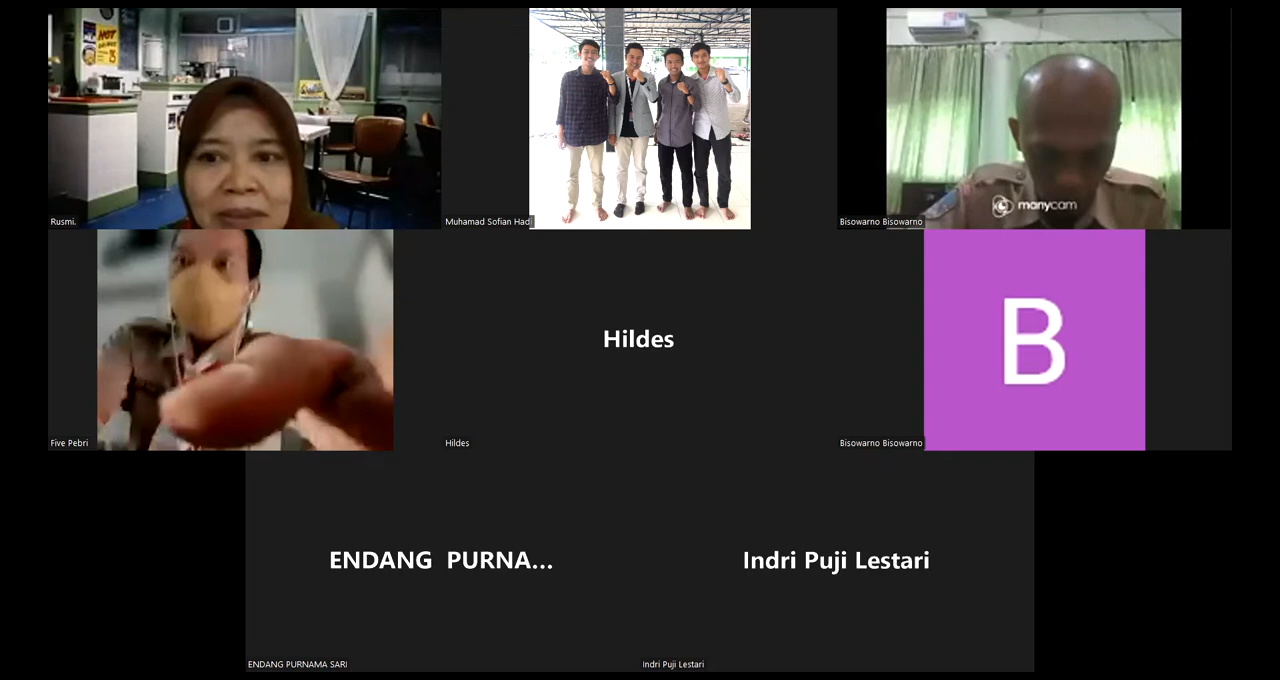 HOT
Rusmi.
Muhamad Sofian Hadi
manycam
Bisowarno Bisowarno
Five Pebri
Hildes
Hildes
B
Bisowarno Bisowarno
ENDANG PURNA...
ENDANG PURNAMA SARI
Indri Puji Lestari
Indri Puji Lestari